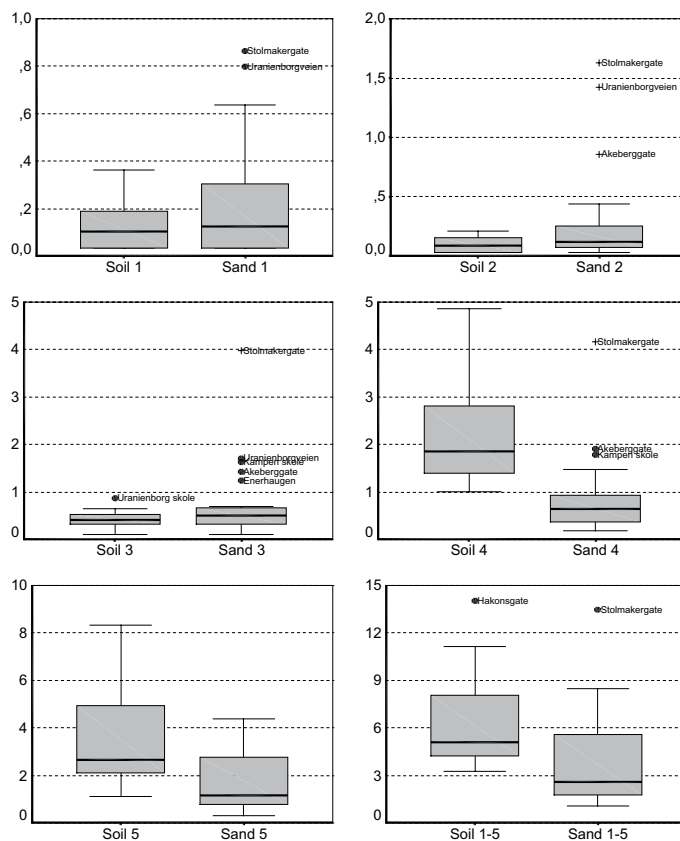 1,0
,8
,6
,4
,2
0,0
Stolmakergate
Uranienborgveien
Soil 1
Sand 1
2,0
1,5
1,0
,5
0,0
Stolmakergate
Uranienborgveien
Akeberggate
Soil 2
Sand 2
5
4
3
2
1
0
Stolmakergate
Uranienborgveien
Kampen skole
Akeberggate
Enerhaugen
Uranienborg skole
Soil 3
Sand 3
5
4
3
2
1
0
Stolmakergate
Akeberggate
Kampen skole
Soil 4
Sand 4
10
8
6
4
2
0
Soil 5
Sand 5
15
12
9
6
3
0
Hakonsgate
Stolmakergate
Soil 1-5
Sand 1-5